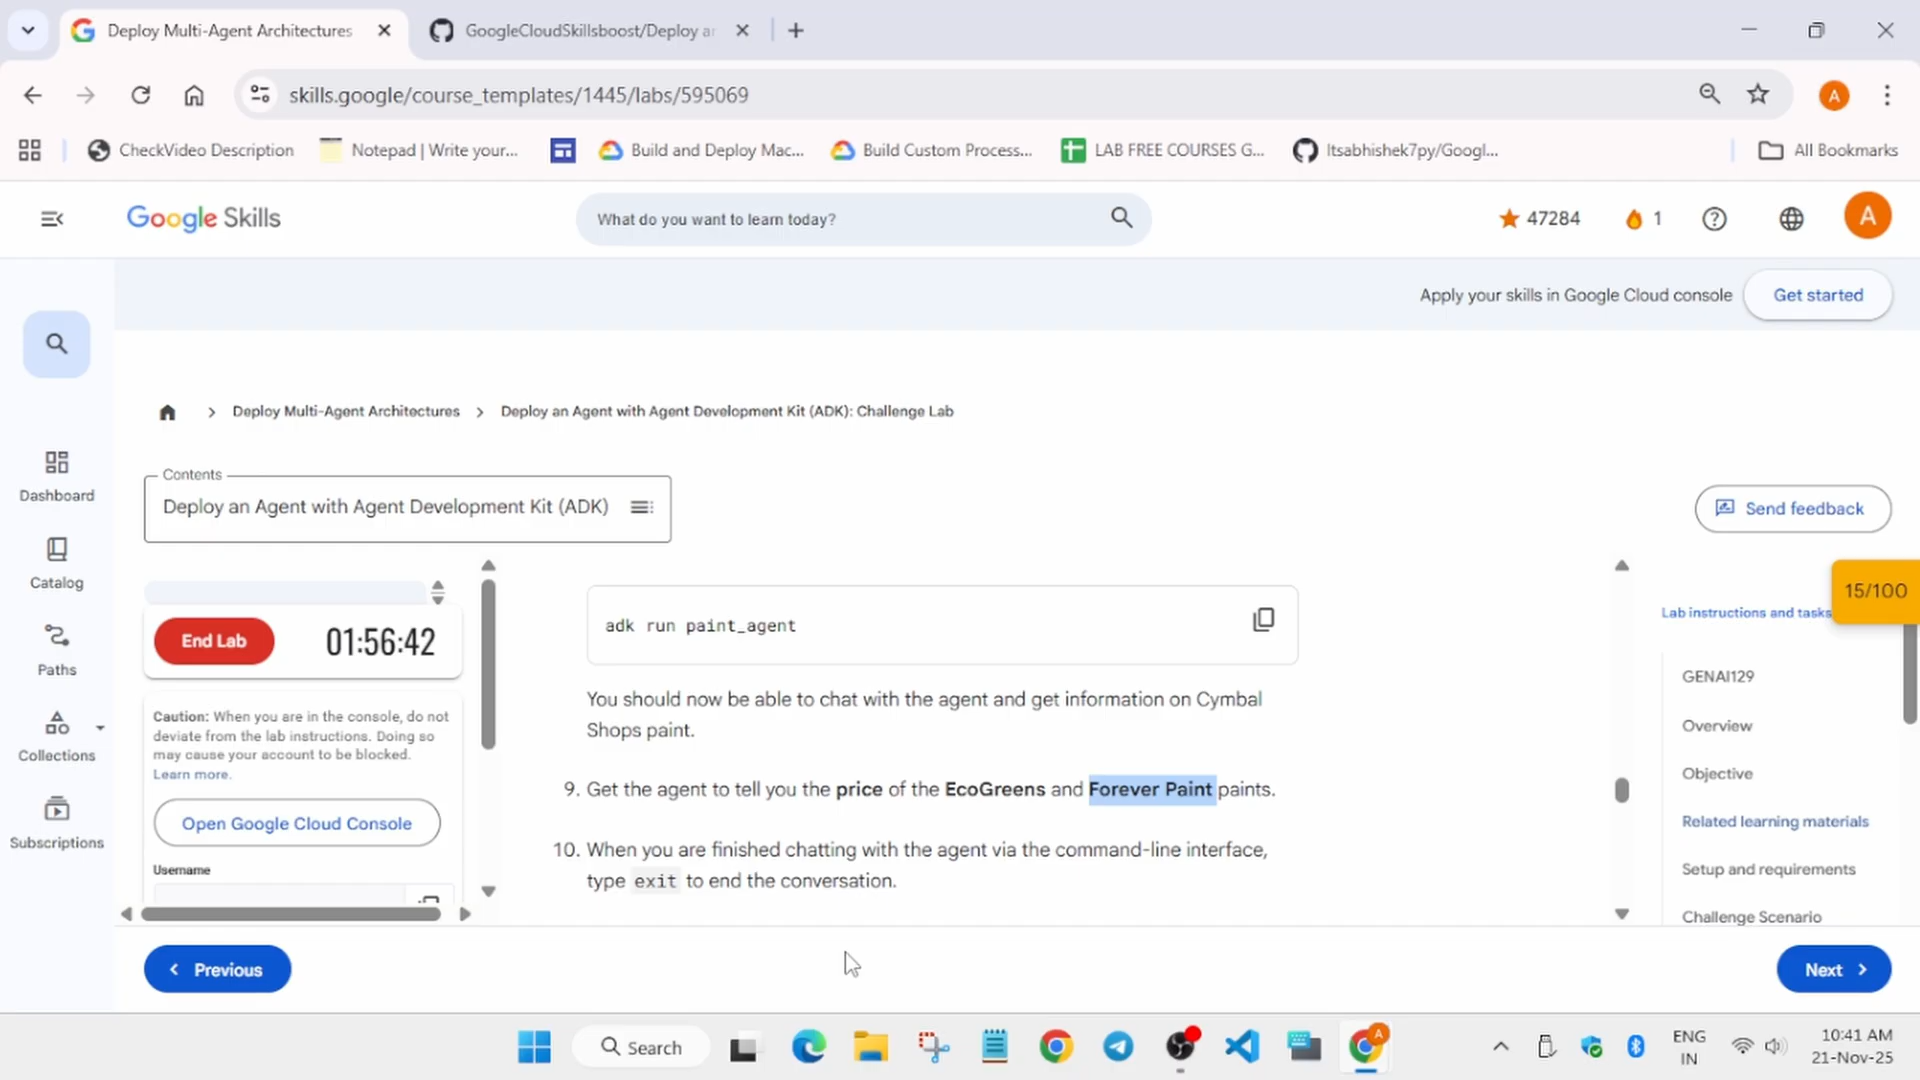 Deploy Multi-Agent Architectures
GoogleCloudSkillsboost/Deploy ar
skills.google/course_templates/1445/labs/595069
A
CheckVideo Description
Notepad | Write your...
Build and Deploy Mac...
Build Custom Process...
LAB FREE COURSES G...
Itsabhishek7py/Googl...
All Bookmarks
Google Skills
What do you want to learn today?
47284
1
A
Apply your skills in Google Cloud console
Get started
Deploy Multi-Agent Architectures
Deploy an Agent with Agent Development Kit (ADK): Challenge Lab
Contents
Deploy an Agent with Agent Development Kit (ADK)
Send feedback
Dashboard
Catalog
Paths
Collections
Subscriptions
End Lab
01:56:42
Caution: When you are in the console, do not
deviate from the lab instructions. Doing so
may cause your account to be blocked.
Learn more.
Open Google Cloud Console
Username
adk run paint_agent
You should now be able to chat with the agent and get information on Cymbal
Shops paint.
9. Get the agent to tell you the price of the EcoGreens and Forever Paint paints.
10. When you are finished chatting with the agent via the command-line interface,
type exit to end the conversation.
15/100
Lab instructions and tasks
GENAI129
Overview
Objective
Related learning materials
Setup and requirements
Challenge Scenario
Previous
Next
Search
A
ENG
IN
10:41 AM
21-Nov-25